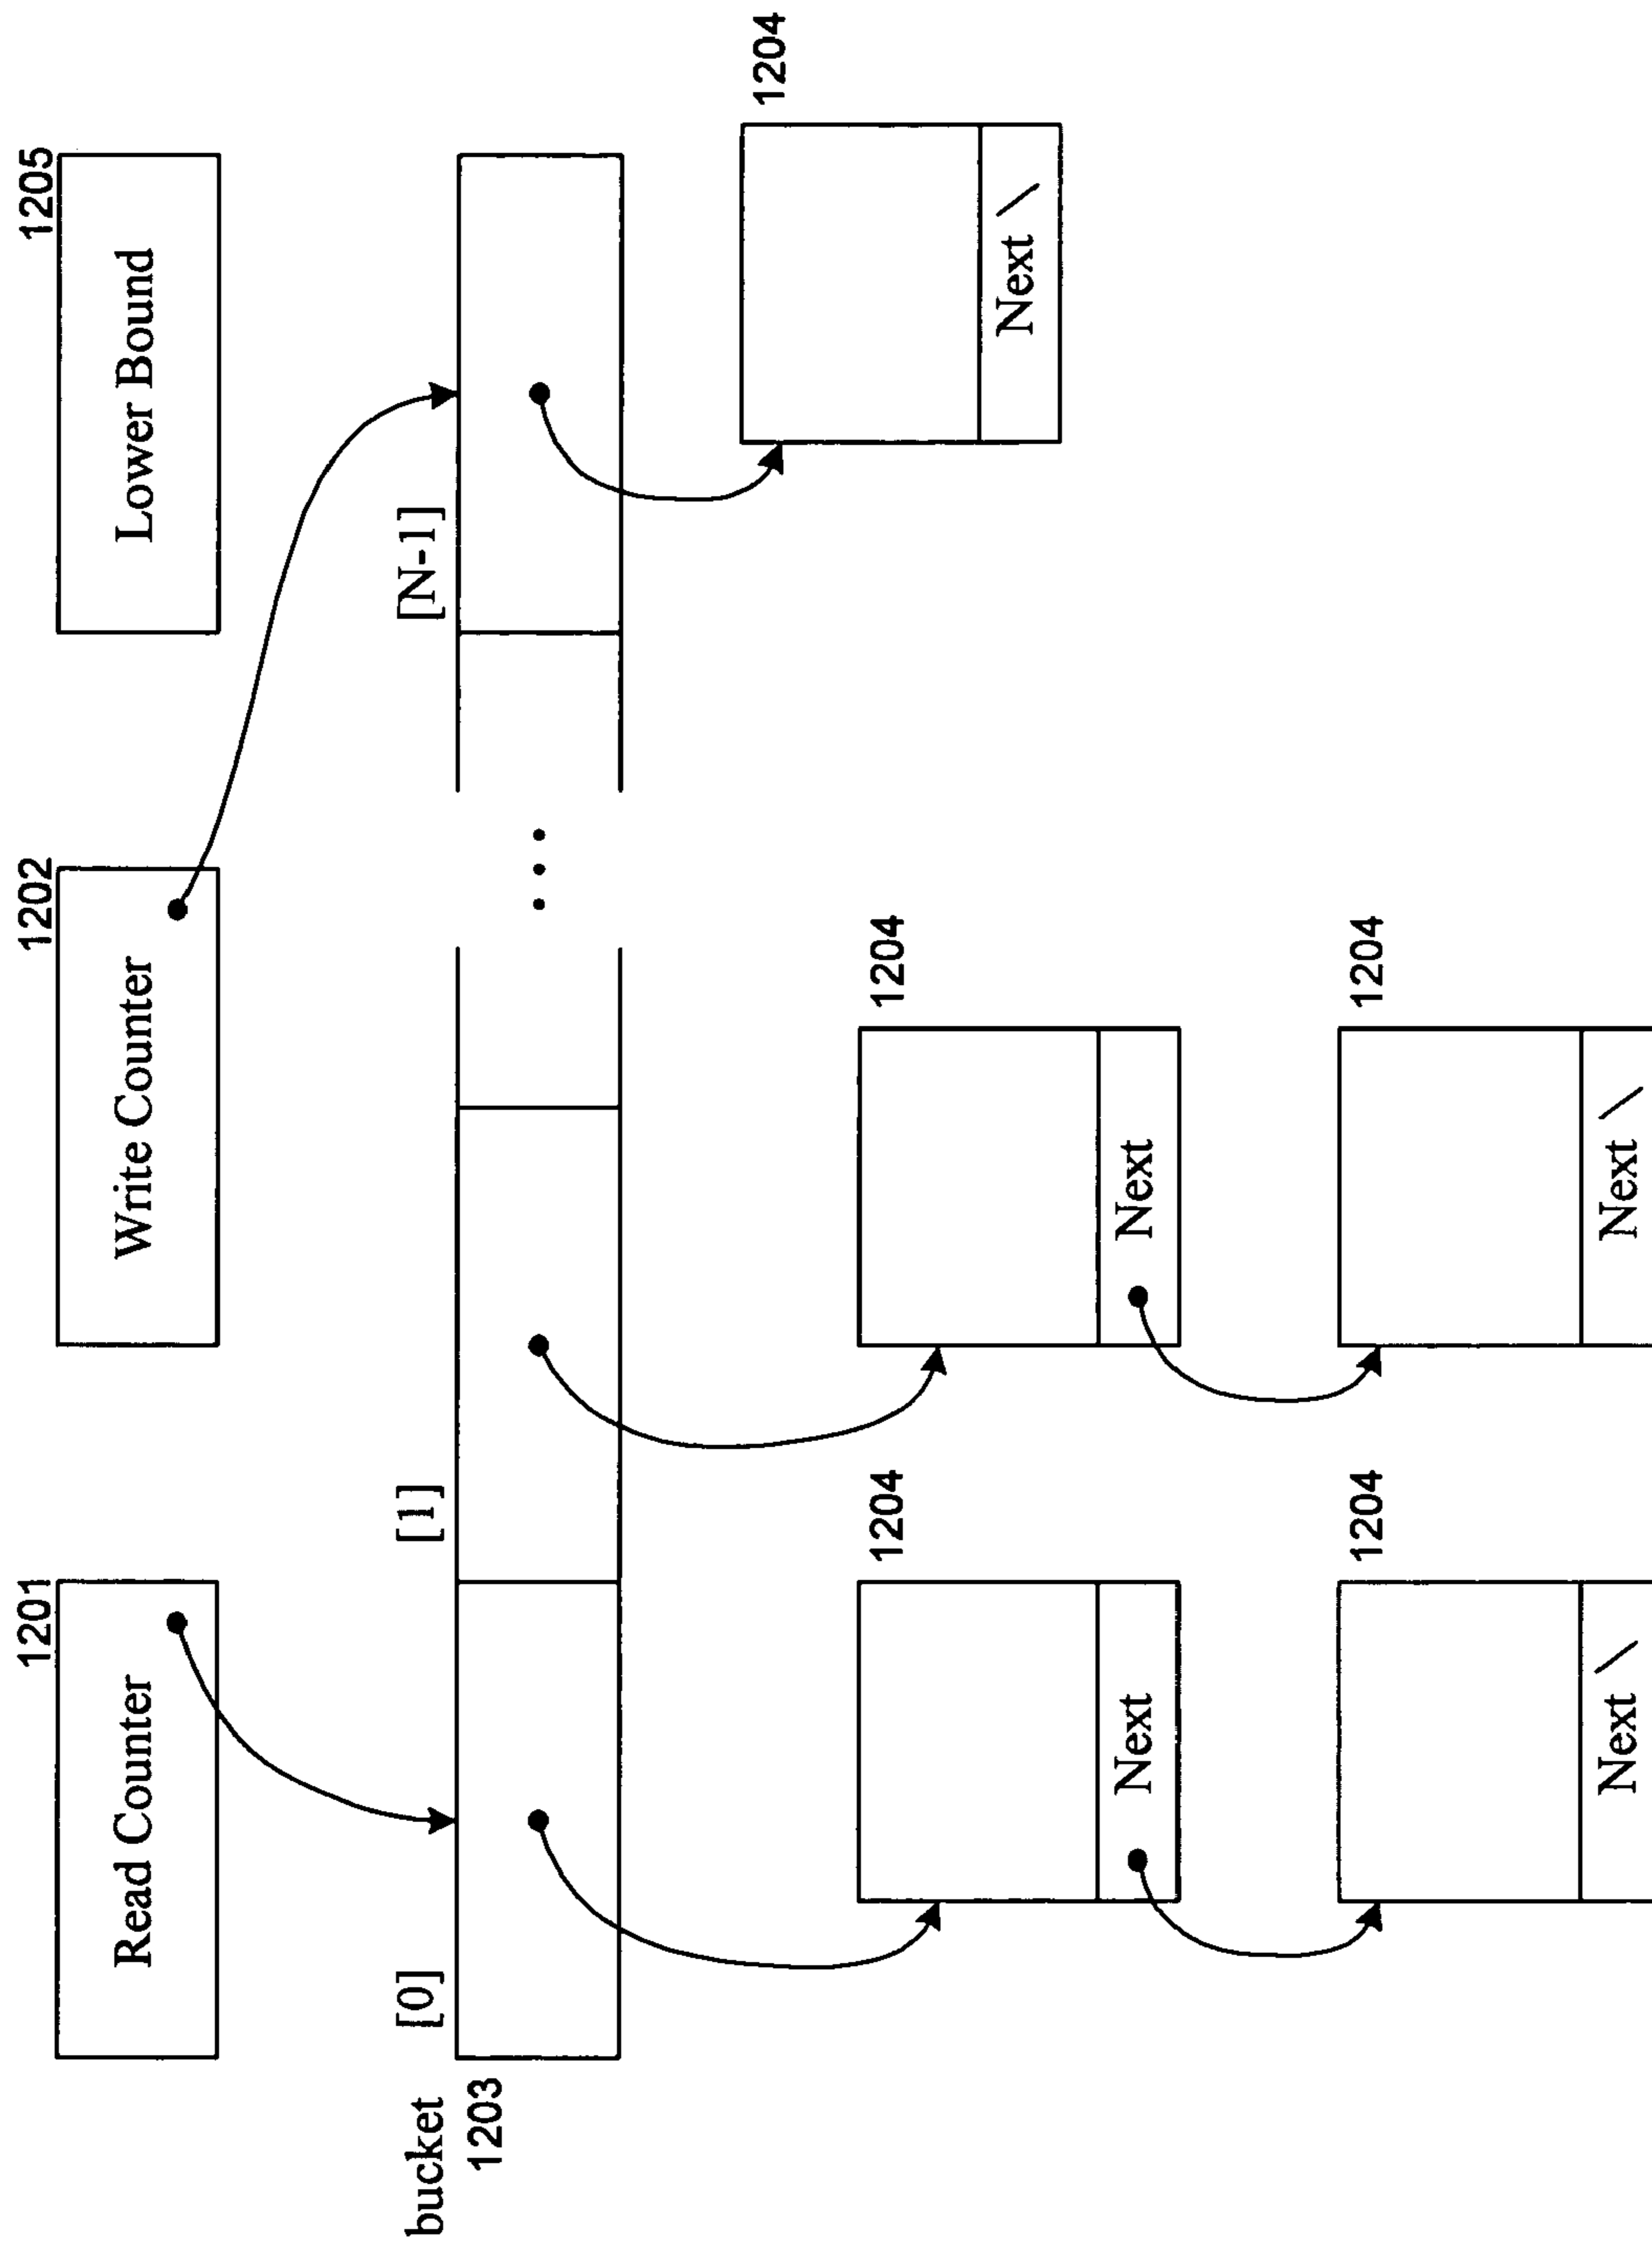 1201
1202
1205
Read Counter
Write Counter
Lower Bound
bucket
[0]
[1]
[N-1]
1203
...
1204
Next \
1204
1204
Next
Next
1204
1204
Next \
Next \